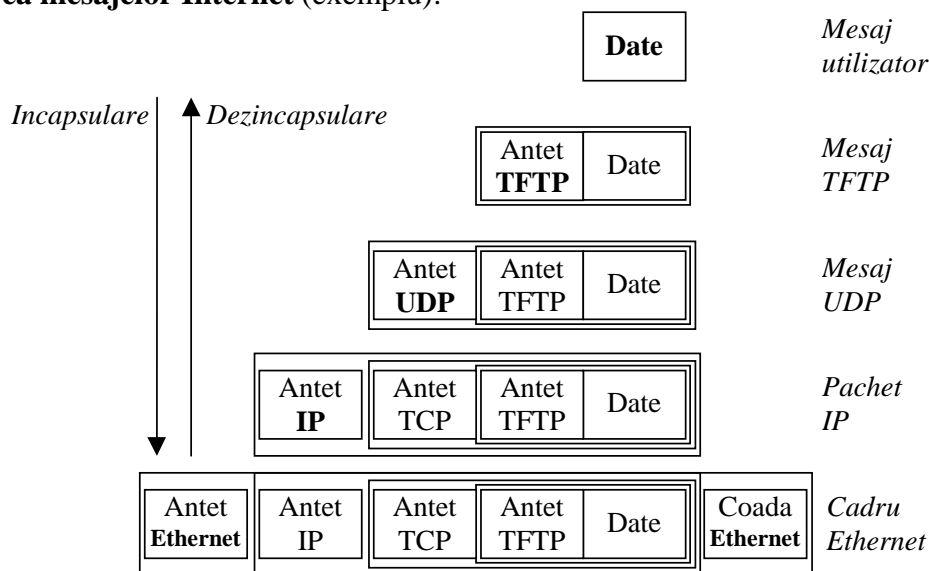 ca mesajelor Internet (exemplu):
Date
Mesaj
utilizator
Incapsulare
Dezincapsulare
Antet
TFTP
Date
Mesaj
TFTP
Antet
UDP
Antet
TFTP
Date
Mesaj
UDP
Antet
IP
Antet
TCP
Antet
TFTP
Date
Pachet
IP
Antet
Ethernet
Antet
IP
Antet
TCP
Antet
TFTP
Date
Coada
Ethernet
Cadru
Ethernet